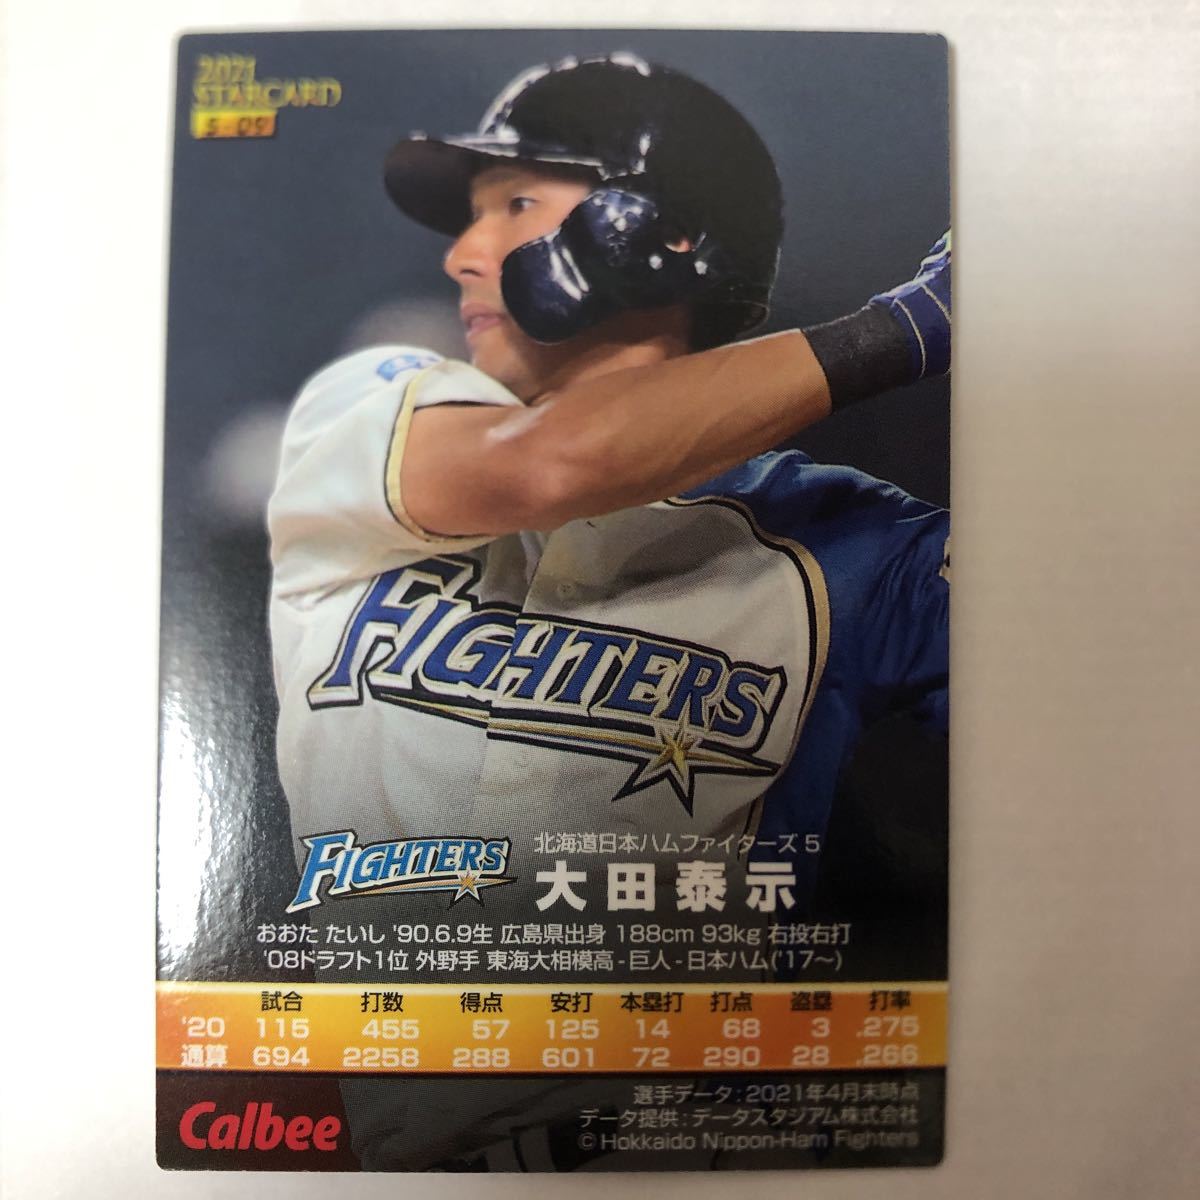 2021
STARCARD
S-09
FIGHTERS
FIGHTERS
北海道日本ハムファイターズ 5
大田泰示
おおた たいし '90.6.9生 広島県出身 188cm 93kg 右投右打
'08ドラフト1位 外野手 東海大相模高-巨人-日本ハム('17〜)
試合 打数 得点 安打 本塁打 打点 盗塁 打率
'20 115 455 57 125 14 68 3 .275
通算 694 2258 288 601 72 290 28 .266
選手データ:2021年4月末時点
データ提供:データスタジアム株式会社
© Hokkaido Nippon-Ham Fighters
Calbee